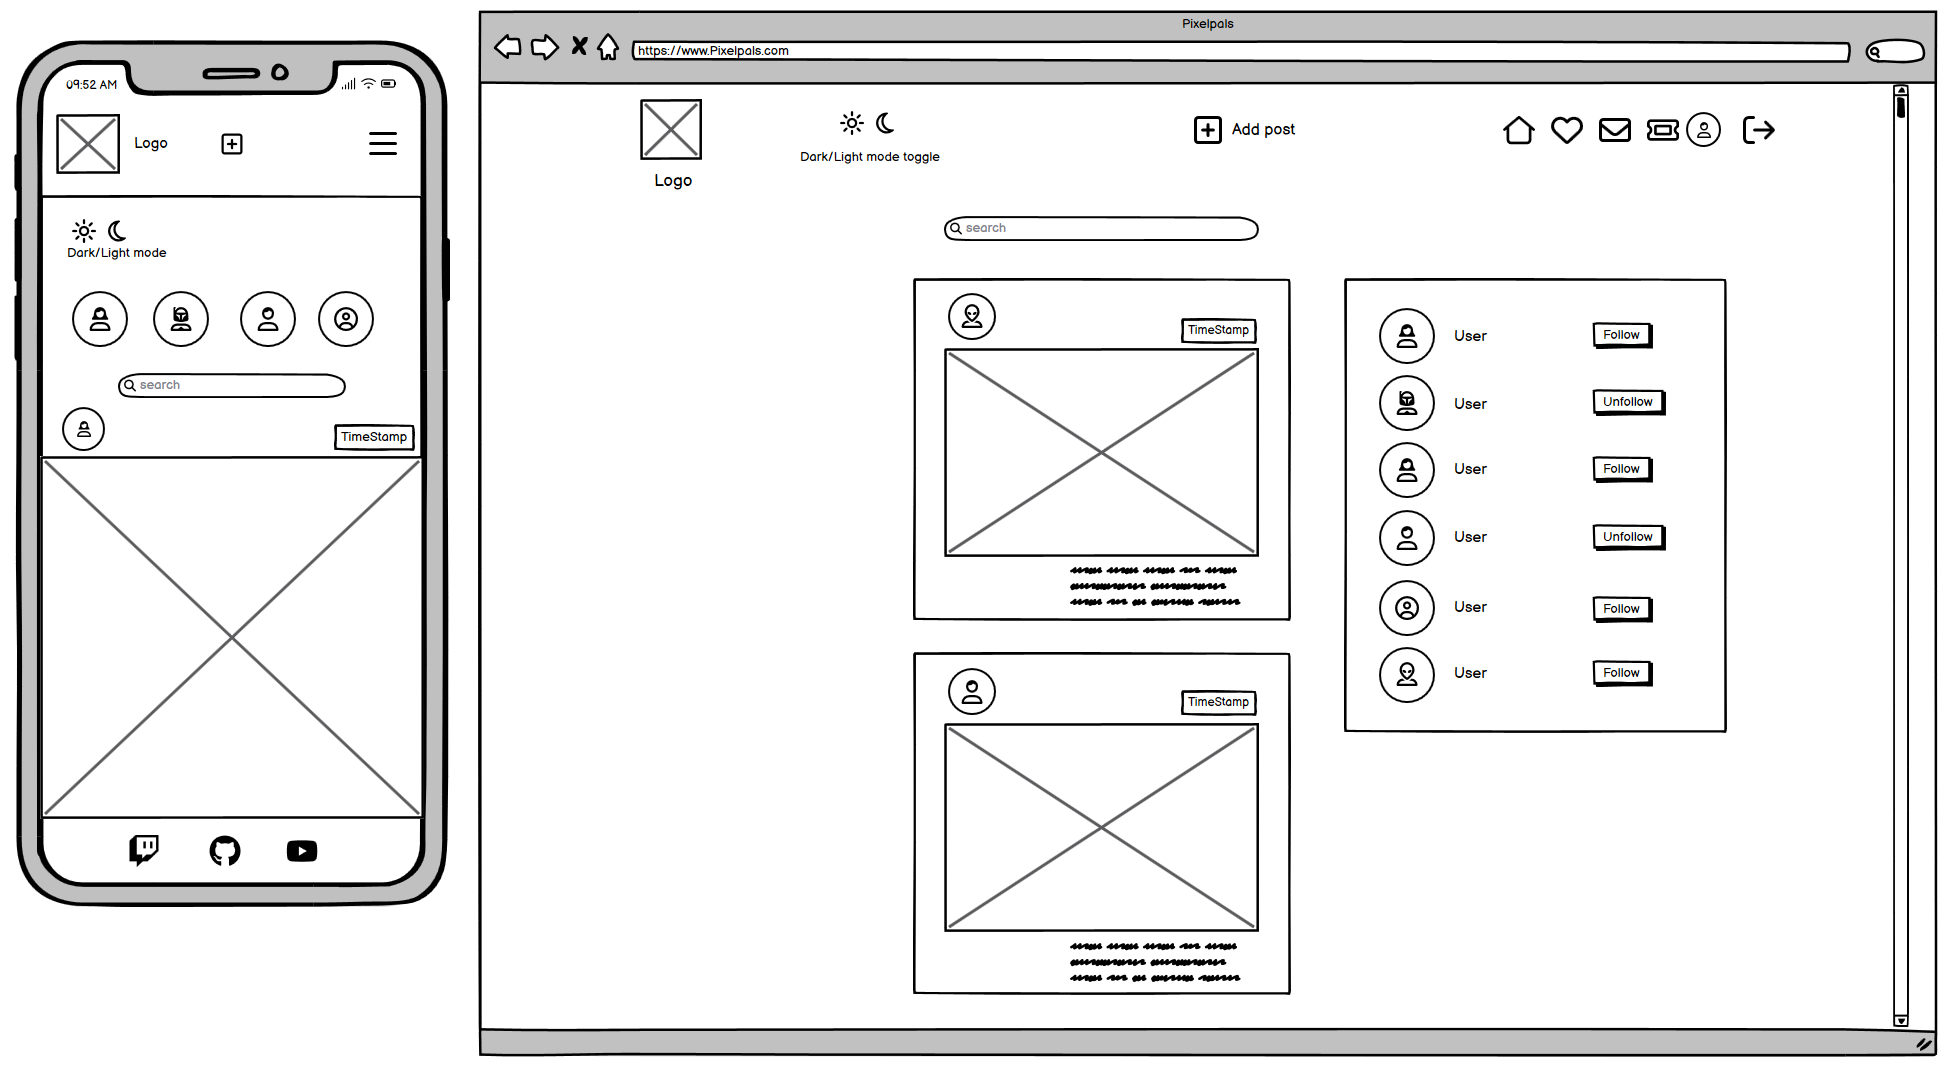 09:52 AM
Logo
Dark/Light mode
search
TimeStamp
Pixelpals
https://www.Pixelpals.com
Logo
Dark/Light mode toggle
Add post
search
TimeStamp
TimeStamp
User Follow
User Unfollow
User Follow
User Unfollow
User Follow
User Follow